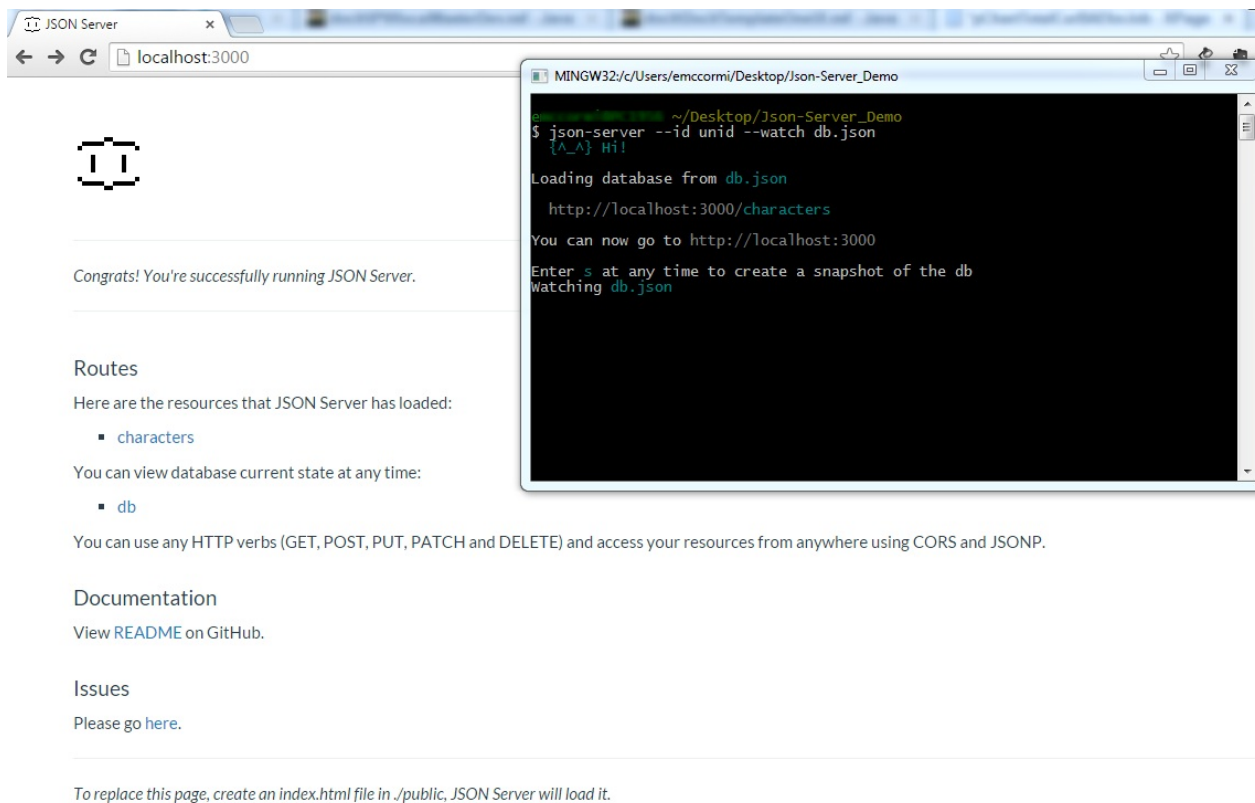 JSON Server
localhost:3000
Congrats! You're successfully running JSON Server.
Routes
Here are the resources that JSON Server has loaded:
characters
You can view database current state at any time:
db
You can use any HTTP verbs (GET, POST, PUT, PATCH and DELETE) and access your resources from anywhere using CORS and JSONP.
Documentation
View README on GitHub.
Issues
Please go here.
To replace this page, create an index.html file in ./public, JSON Server will load it.
MINGW32:/c/Users/emccormi/Desktop/Json-Server_Demo
~/Desktop/Json-Server_Demo
$ json-server --id unid --watch db.json
{^_^} Hi!
Loading database from db.json
http://localhost:3000/characters
You can now go to http://localhost:3000
Enter s at any time to create a snapshot of the db
Watching db.json